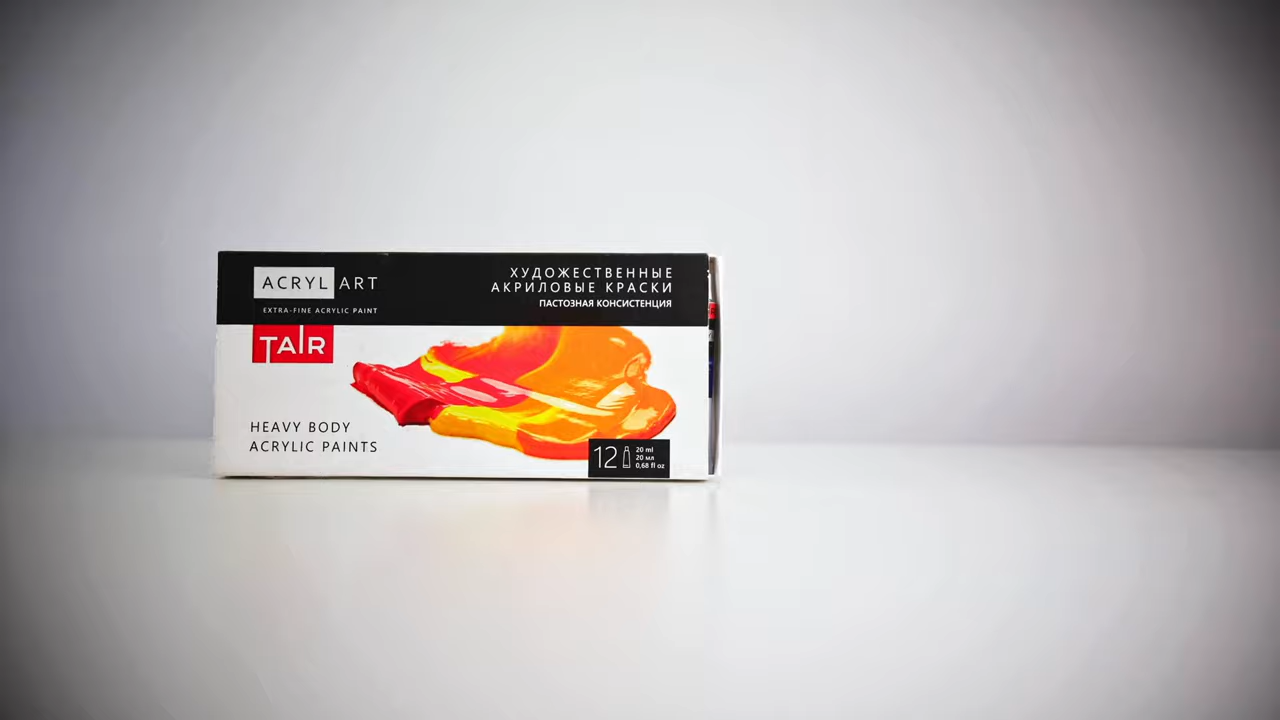 ACRYL ART
EXTRA-FINE ACRYLIC PAINT
ХУДОЖЕСТВЕННЫЕ
АКРИЛОВЫЕ КРАСКИ
ПАСТОЗНАЯ КОНСИСТЕНЦИЯ
TAIR
HEAVY BODY
ACRYLIC PAINTS
12
20 ml
20 мл
0,68 fl oz